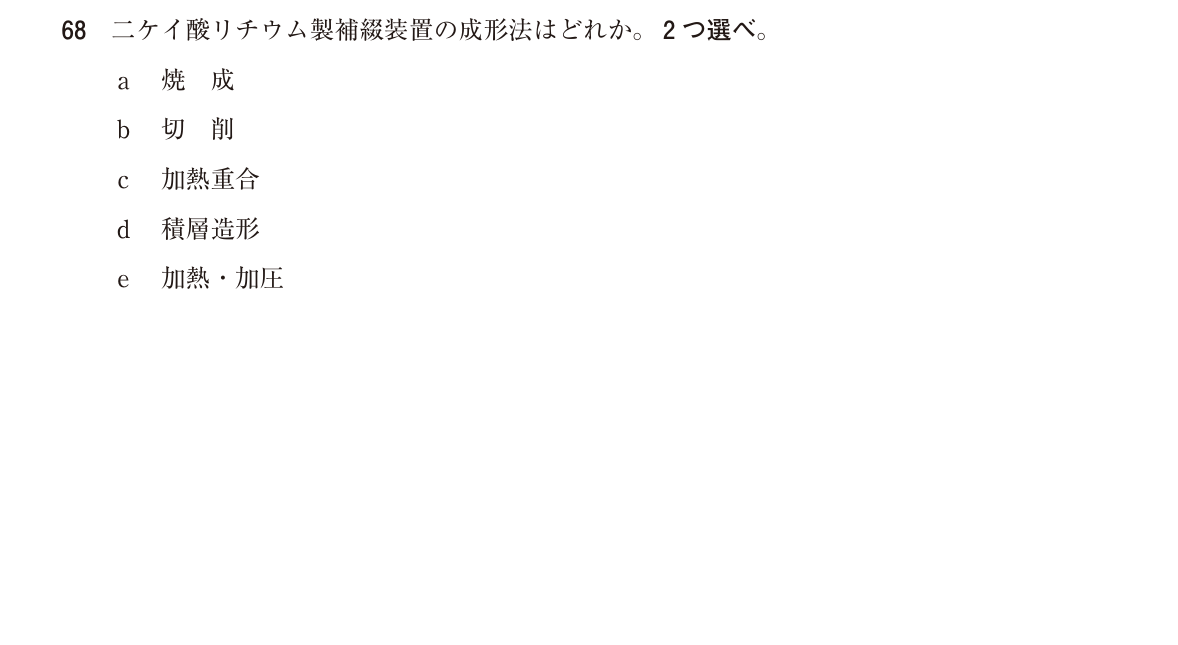 68 二ケイ酸リチウム製補綴装置の成形法はどれか。2つ選べ。
a 焼 成
b 切 削
c 加熱重合
d 積層造形
e 加熱・加圧